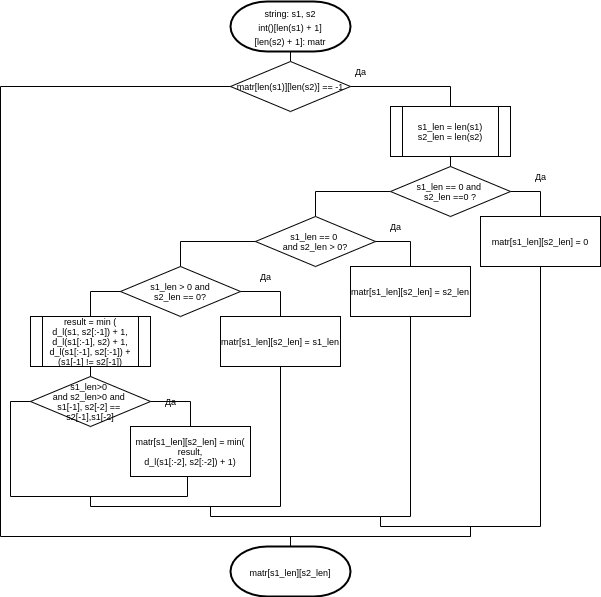 string: s1, s2
int()[len(s1) + 1]
[len(s2) + 1]: matr
Да
matr[len(s1)][len(s2)] == -1
s1_len = len(s1)
s2_len = len(s2)
Да
s1_len == 0 and
s2_len ==0 ?
Да
s1_len == 0
and s2_len > 0?
matr[s1_len][s2_len] = 0
Да
s1_len > 0 and
s2_len == 0?
matr[s1_len][s2_len] = s2_len
result = min (
d_l(s1, s2[:-1]) + 1,
d_l(s1[:-1], s2) + 1,
d_l(s1[:-1], s2[:-1]) +
(s1[-1] != s2[-1])
matr[s1_len][s2_len] = s1_len
s1_len>0
and s2_len>0 and
s1[-1], s2[-2] ==
s2[-1],s1[-2]
Да
matr[s1_len][s2_len] = min(
result,
d_l(s1[:-2], s2[:-2]) + 1)
matr[s1_len][s2_len]